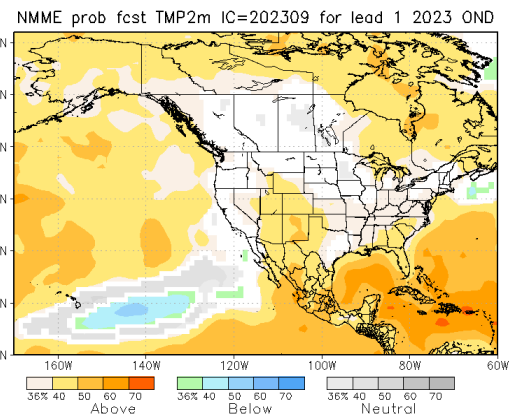 NMME prob fcst TMP2m IC=202309 for lead 1 2023 OND
N
N
N
N
N
N
N
160W 140W 120W 100W 80W 60W
36% 40 50 60 70 36% 40 50 60 70 36% 40 50 60 70
Above Below Neutral